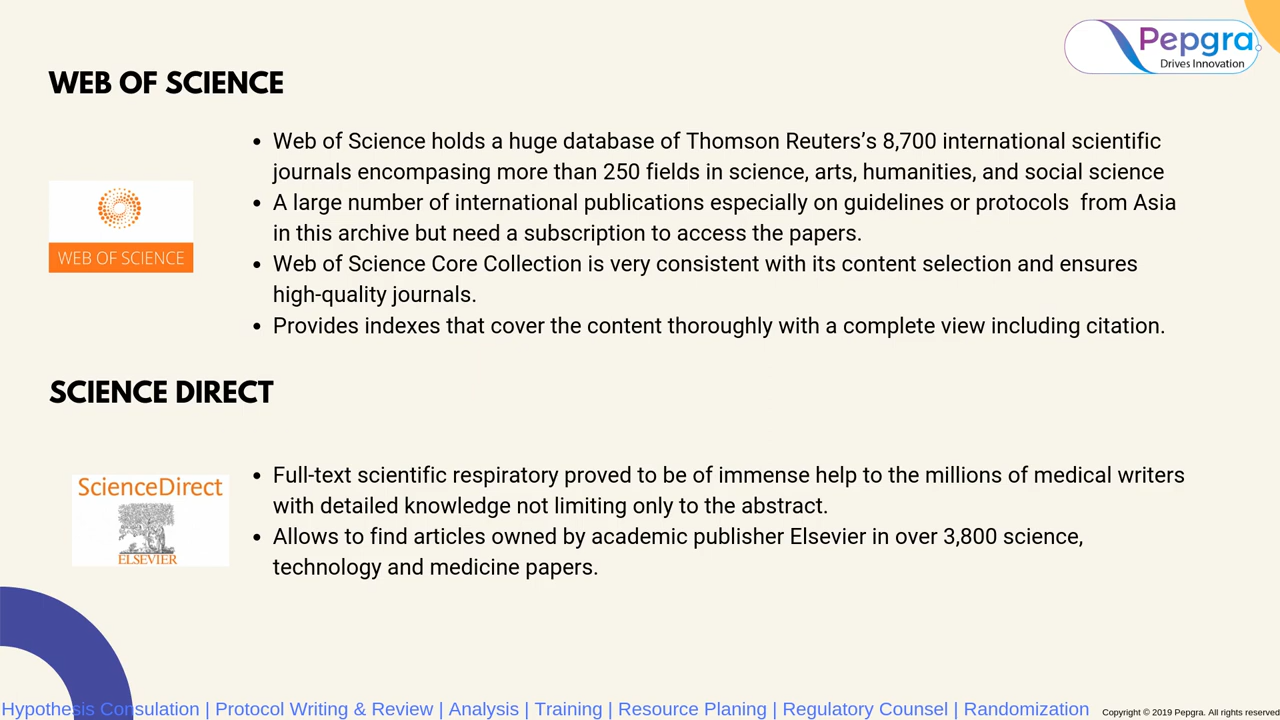 Pepgra
Drives Innovation
WEB OF SCIENCE
• Web of Science holds a huge database of Thomson Reuters’s 8,700 international scientific
journals encompasing more than 250 fields in science, arts, humanities, and social science
• A large number of international publications especially on guidelines or protocols  from Asia
in this archive but need a subscription to access the papers.
• Web of Science Core Collection is very consistent with its content selection and ensures
high-quality journals.
• Provides indexes that cover the content thoroughly with a complete view including citation.
WEB OF SCIENCE
SCIENCE DIRECT
• Full-text scientific respiratory proved to be of immense help to the millions of medical writers
with detailed knowledge not limiting only to the abstract.
• Allows to find articles owned by academic publisher Elsevier in over 3,800 science,
technology and medicine papers.
ScienceDirect
ELSEVIER
Hypothesis Consulation | Protocol Writing & Review | Analysis | Training | Resource Planing | Regulatory Counsel | Randomization
Copyright © 2019 Pepgra. All rights reserved